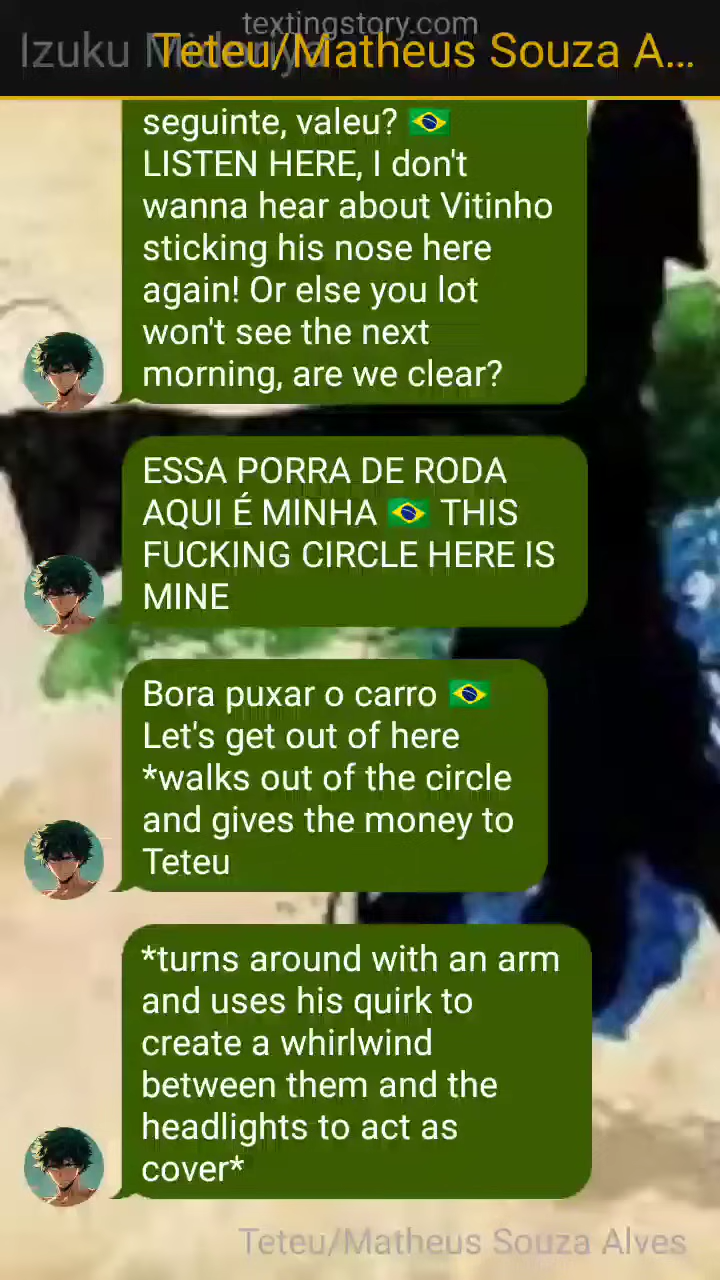 textingstory.com
Izuku Midoriya
Teteu/Matheus Souza A...
seguinte, valeu? 🇧🇷
LISTEN HERE, I don't
wanna hear about Vitinho
sticking his nose here
again! Or else you lot
won't see the next
morning, are we clear?
ESSA PORRA DE RODA
AQUI É MINHA 🇧🇷 THIS
FUCKING CIRCLE HERE IS
MINE
Bora puxar o carro 🇧🇷
Let's get out of here
*walks out of the circle
and gives the money to
Teteu
*turns around with an arm
and uses his quirk to
create a whirlwind
between them and the
headlights to act as
cover*
Teteu/Matheus Souza Alves